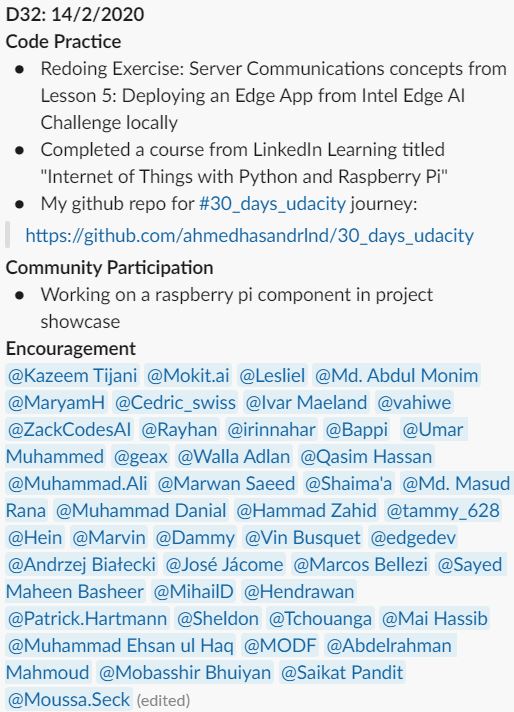 D32: 14/2/2020
Code Practice
● Redoing Exercise: Server Communications concepts from
Lesson 5: Deploying an Edge App from Intel Edge AI
Challenge locally
● Completed a course from LinkedIn Learning titled
"Internet of Things with Python and Raspberry Pi"
● My github repo for #30_days_udacity journey:
https://github.com/ahmedhasandrlnd/30_days_udacity
Community Participation
● Working on a raspberry pi component in project
showcase
Encouragement
@Kazeem Tijani @Mokit.ai @Lesliel @Md. Abdul Monim
@MaryamH @Cedric_swiss @Ivar Maeland @vahiwe
@ZackCodesAI @Rayhan @irinnahar @Bappi @Umar
Muhammed @geax @Walla Adlan @Qasim Hassan
@Muhammad.Ali @Marwan Saeed @Shaima'a @Md. Masud
Rana @Muhammad Danial @Hammad Zahid @tammy_628
@Hein @Marvin @Dammy @Vin Busquet @edgedev
@Andrzej Białecki @José Jácome @Marcos Bellezi @Sayed
Maheen Basheer @MihailD @Hendrawan
@Patrick.Hartmann @Sheldon @Tchouanga @Mai Hassib
@Muhammad Ehsan ul Haq @MODF @Abdelrahman
Mahmoud @Mobasshir Bhuiyan @Saikat Pandit
@Moussa.Seck (edited)